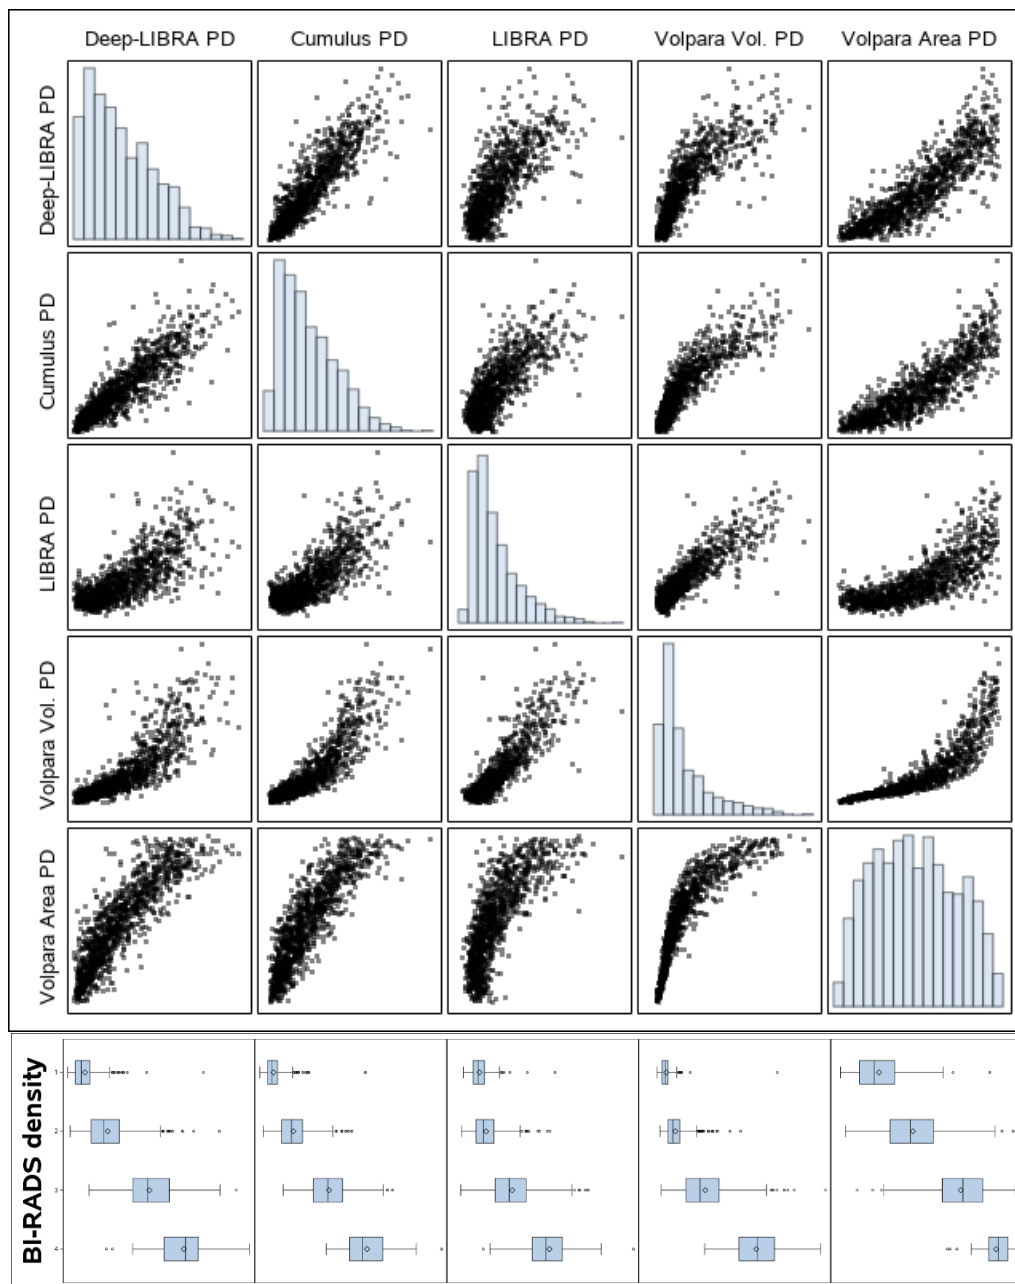 Deep-LIBRA PD Cumulus PD LIBRA PD Volpara Vol. PD Volpara Area PD
Deep-LIBRA PD
Cumulus PD
LIBRA PD
Volpara Vol. PD
Volpara Area PD
BI-RADS density
1
2
3
4